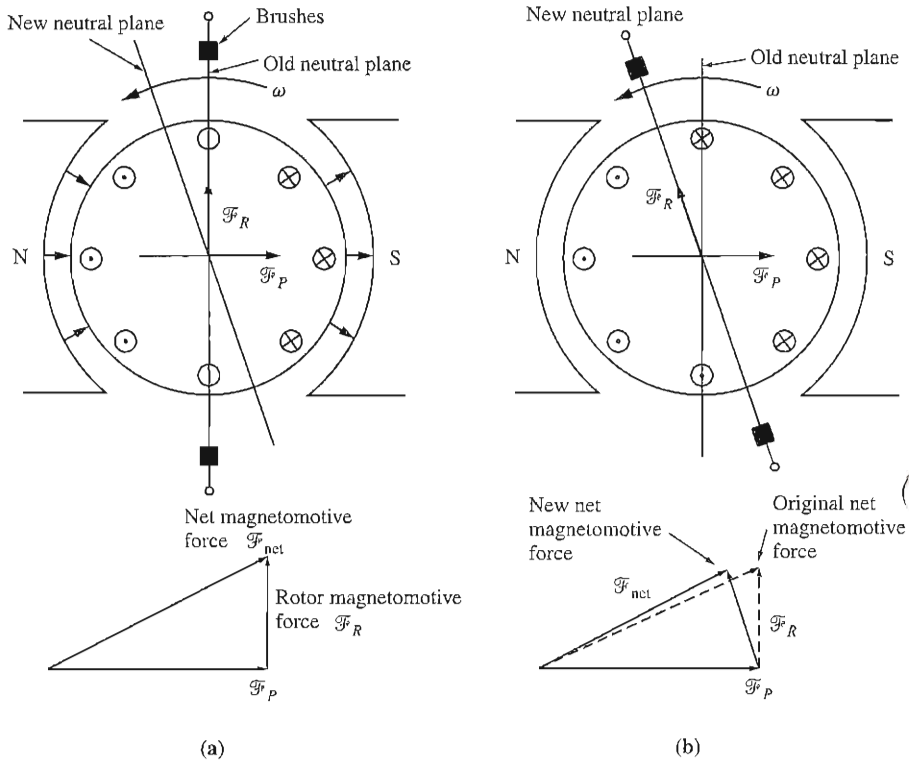 New neutral plane
Brushes
Old neutral plane
ω
N
S
ℱR
ℱP
Net magnetomotive
force ℱnet
Rotor magnetomotive
force ℱR
ℱP
(a)
New neutral plane
Old neutral plane
ω
N
S
ℱR
ℱP
New net
magnetomotive
force
Original net
magnetomotive
force
ℱnet
ℱR
ℱP
(b)